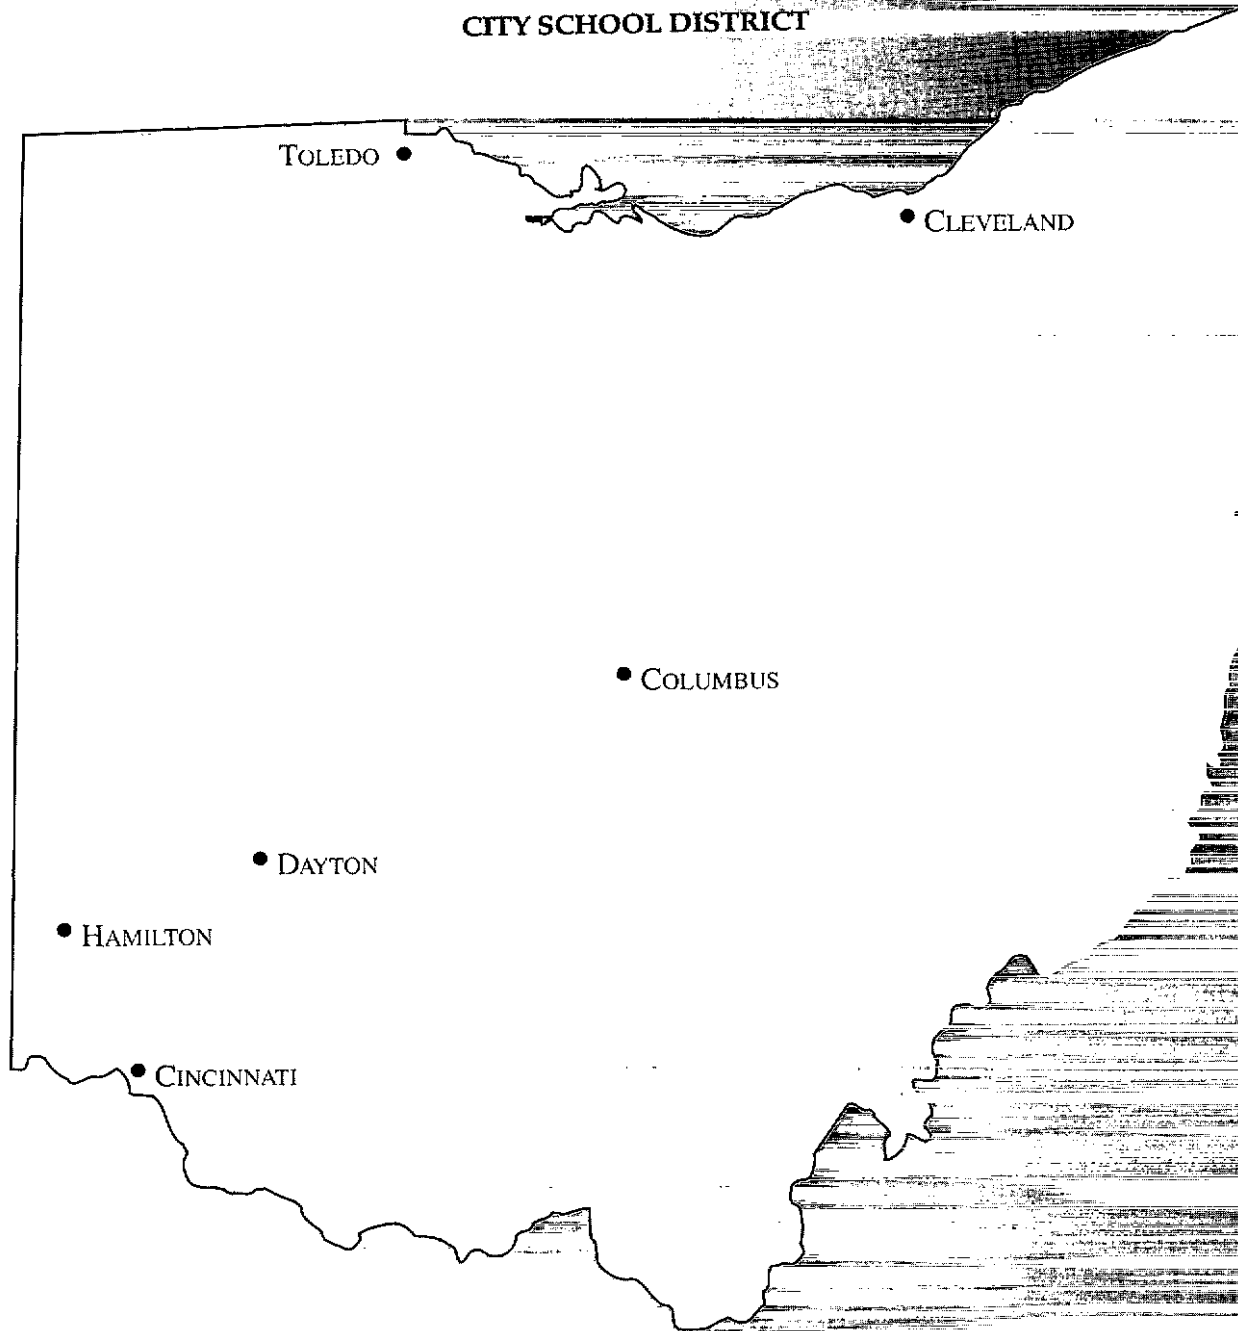 CITY SCHOOL DISTRICT
TOLEDO
CLEVELAND
COLUMBUS
DAYTON
HAMILTON
CINCINNATI